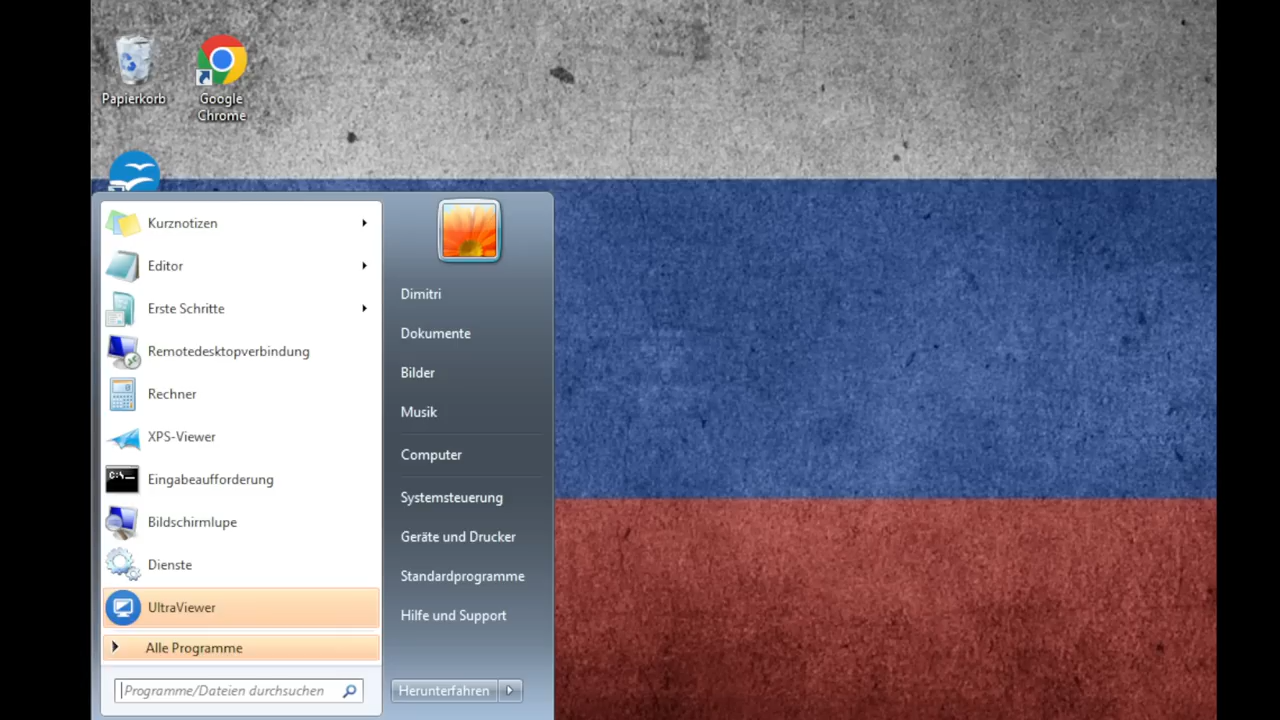 Papierkorb
Google
Chrome
Kurznotizen
Editor
Erste Schritte
Remotedesktopverbindung
Rechner
XPS-Viewer
C:\
Eingabeaufforderung
Bildschirmlupe
Dienste
UltraViewer
Alle Programme
Programme/Dateien durchsuchen
Dimitri
Dokumente
Bilder
Musik
Computer
Systemsteuerung
Geräte und Drucker
Standardprogramme
Hilfe und Support
Herunterfahren